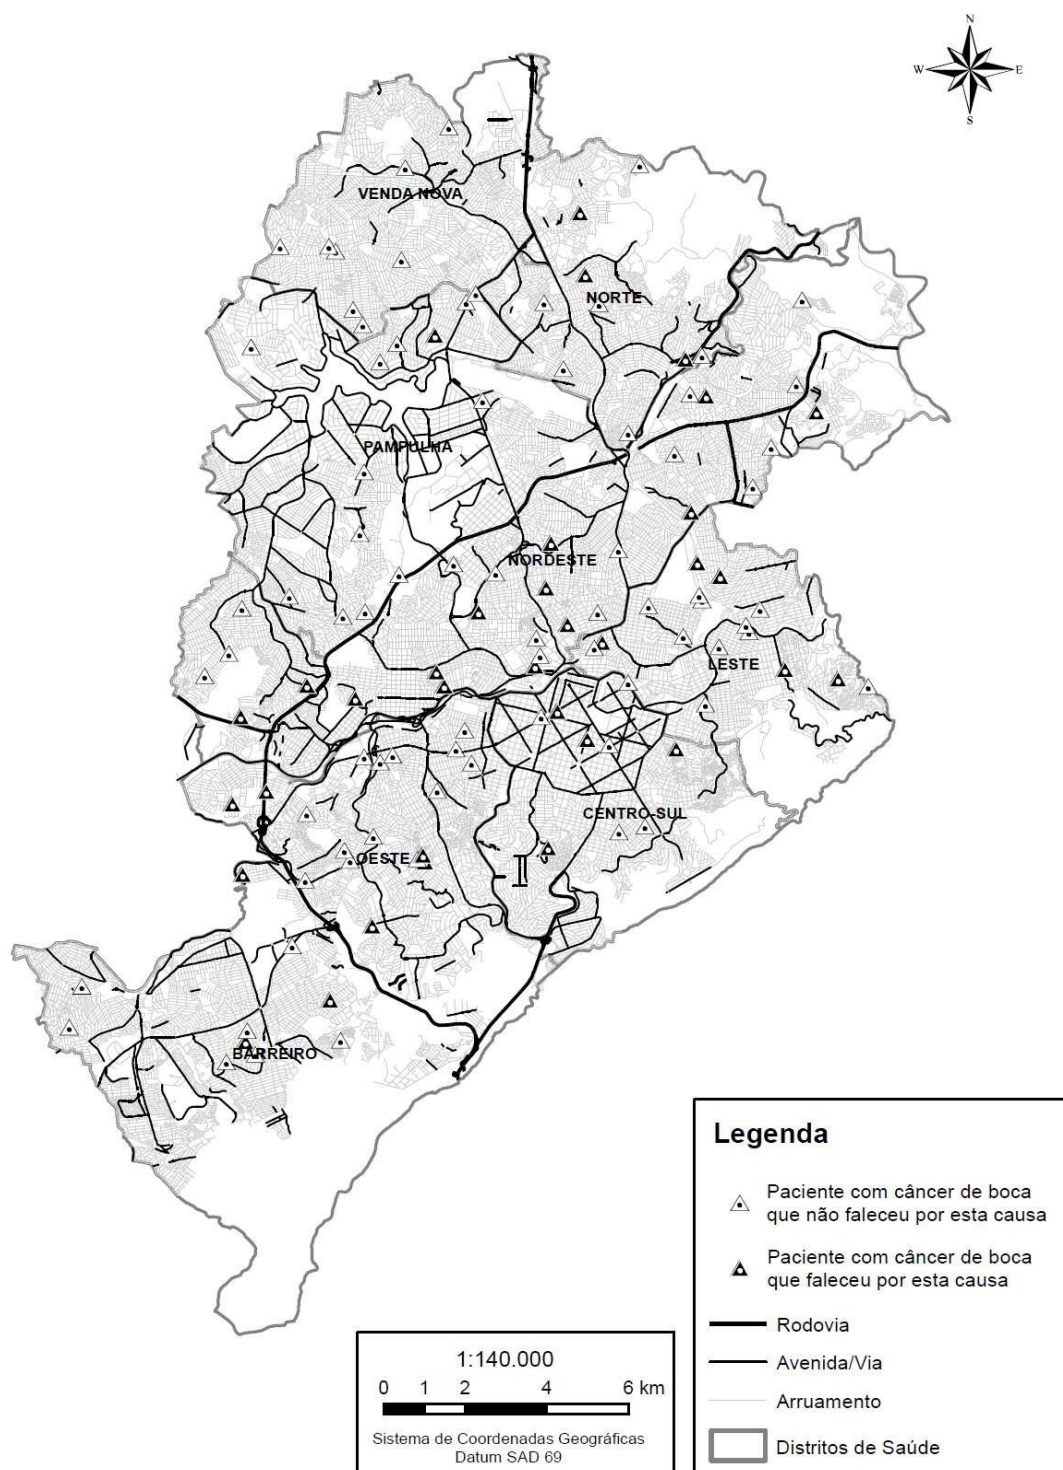 N
W E
S
VENDA NOVA
NORTE
PAMPULHA
NORDESTE
LESTE
CENTRO-SUL
OESTE
BARREIRO
Legenda
Paciente com câncer de boca
que não faleceu por esta causa
Paciente com câncer de boca
que faleceu por esta causa
Rodovia
Avenida/Via
Arruamento
Distritos de Saúde
1:140.000
0 1 2 4 6 km
Sistema de Coordenadas Geográficas
Datum SAD 69